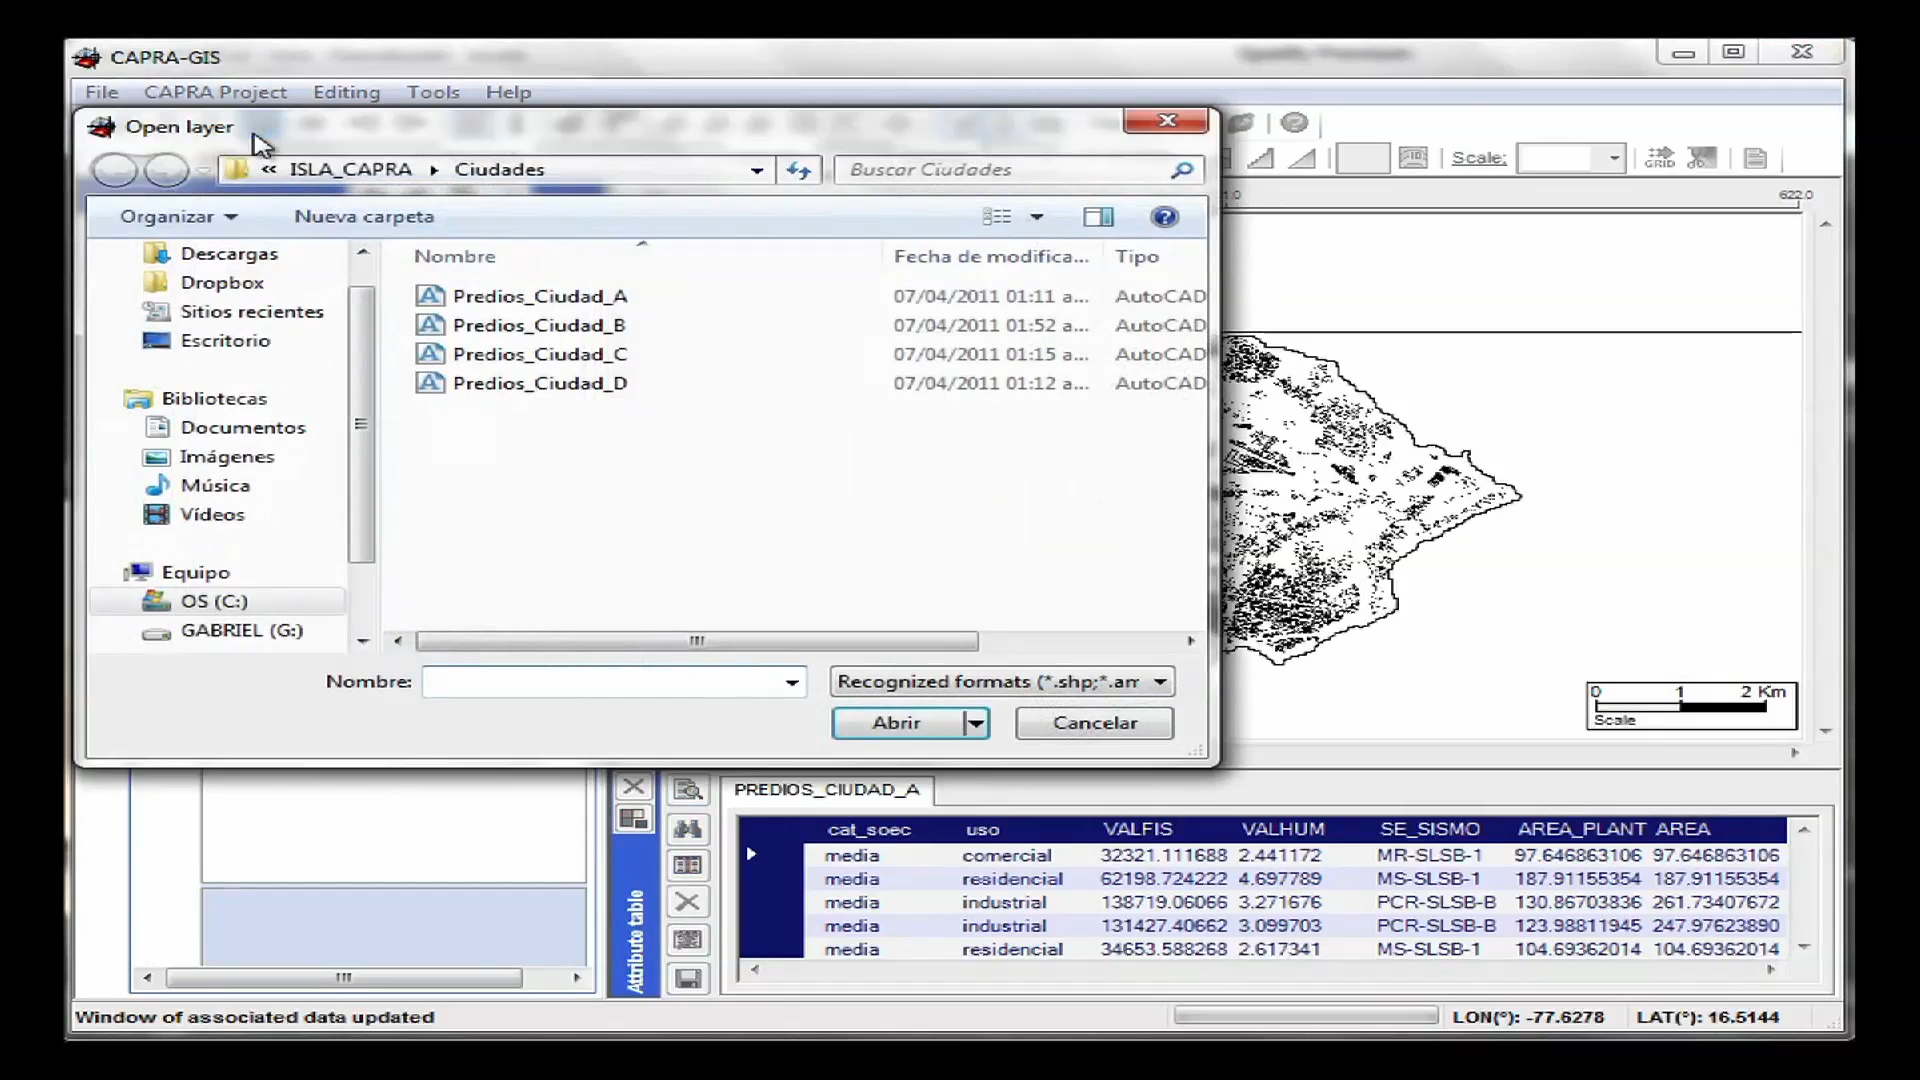 CAPRA-GIS
File CAPRA Project Editing Tools Help
Open layer
« ISLA_CAPRA Ciudades Buscar Ciudades
Scale:
GRID
622.0
Organizar Nueva carpeta
Descargas
Dropbox
Sitios recientes
Escritorio
Bibliotecas
Documentos
Imágenes
Música
Vídeos
Equipo
OS (C:)
GABRIEL (G:)
Nombre Fecha de modifica... Tipo
Predios_Ciudad_A 07/04/2011 01:11 a... AutoCAD
Predios_Ciudad_B 07/04/2011 01:52 a... AutoCAD
Predios_Ciudad_C 07/04/2011 01:15 a... AutoCAD
Predios_Ciudad_D 07/04/2011 01:12 a... AutoCAD
Nombre: Recognized formats (*.shp;*.am
Abrir Cancelar
0 1 2 Km
Scale
Attribute table
PREDIOS_CIUDAD_A
cat_soec uso VALFIS VALHUM SE_SISMO AREA_PLANT AREA
media comercial 32321.111688 2.441172 MR-SLSB-1 97.646863106 97.646863106
media residencial 62198.724222 4.697789 MS-SLSB-1 187.91155354 187.91155354
media industrial 138719.06066 3.271676 PCR-SLSB-B 130.86703836 261.73407672
media industrial 131427.40662 3.099703 PCR-SLSB-B 123.98811945 247.97623890
media residencial 34653.588268 2.617341 MS-SLSB-1 104.69362014 104.69362014
Window of associated data updated LON(°): -77.6278 LAT(°): 16.5144